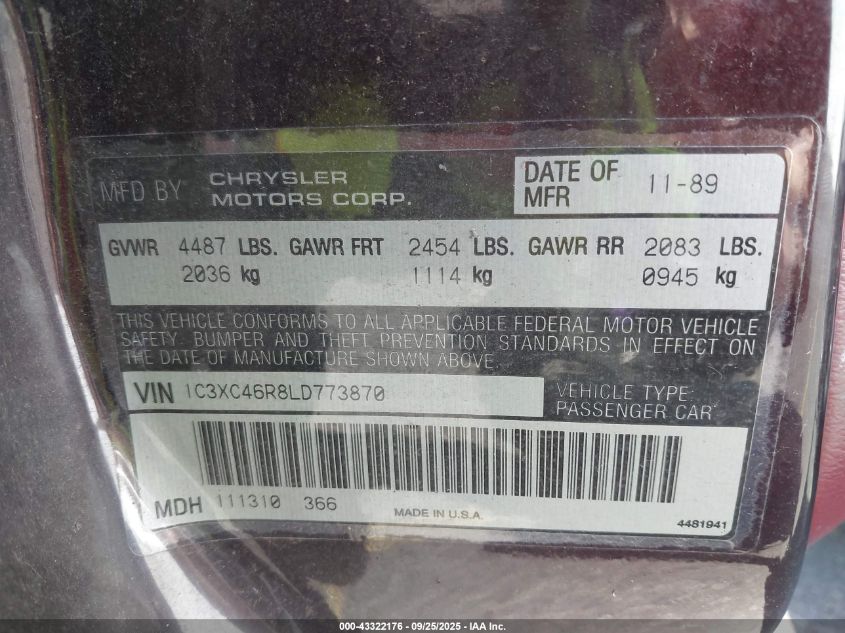 MFD BY CHRYSLER MOTORS CORP.
DATE OF MFR 11-89
GVWR 4487 LBS. GAWR FRT 2454 LBS. GAWR RR 2083 LBS.
2036 kg 1114 kg 0945 kg
THIS VEHICLE CONFORMS TO ALL APPLICABLE FEDERAL MOTOR VEHICLE
SAFETY, BUMPER AND THEFT PREVENTION STANDARDS IN EFFECT ON
THE DATE OF MANUFACTURE SHOWN ABOVE.
VIN 1C3XC46R8LD773870
VEHICLE TYPE:
PASSENGER CAR
MDH 111310 366
MADE IN U.S.A.
4481941
000-43322176 - 09/25/2025 - IAA Inc.